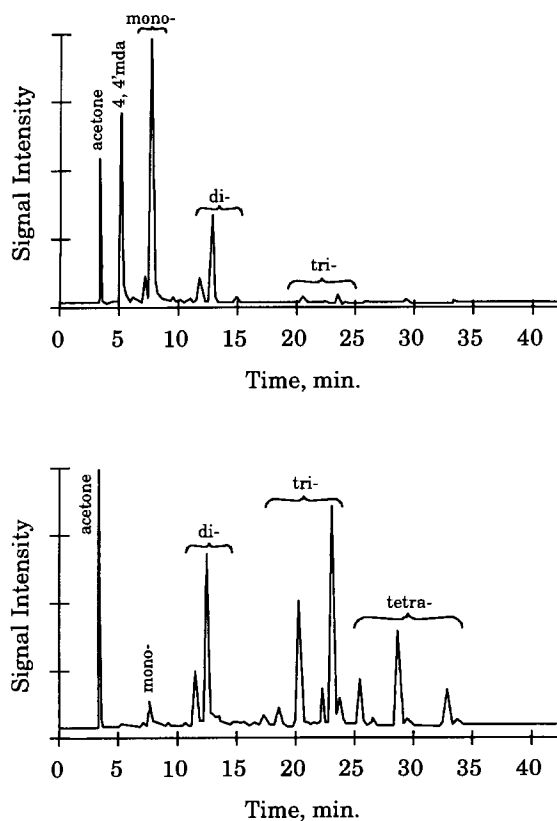 mono-
4, 4'mda
acetone
di-
tri-
Signal Intensity
0 5 10 15 20 25 30 35 40
Time, min.
acetone
mono-
di-
tri-
tetra-
Signal Intensity
0 5 10 15 20 25 30 35 40
Time, min.